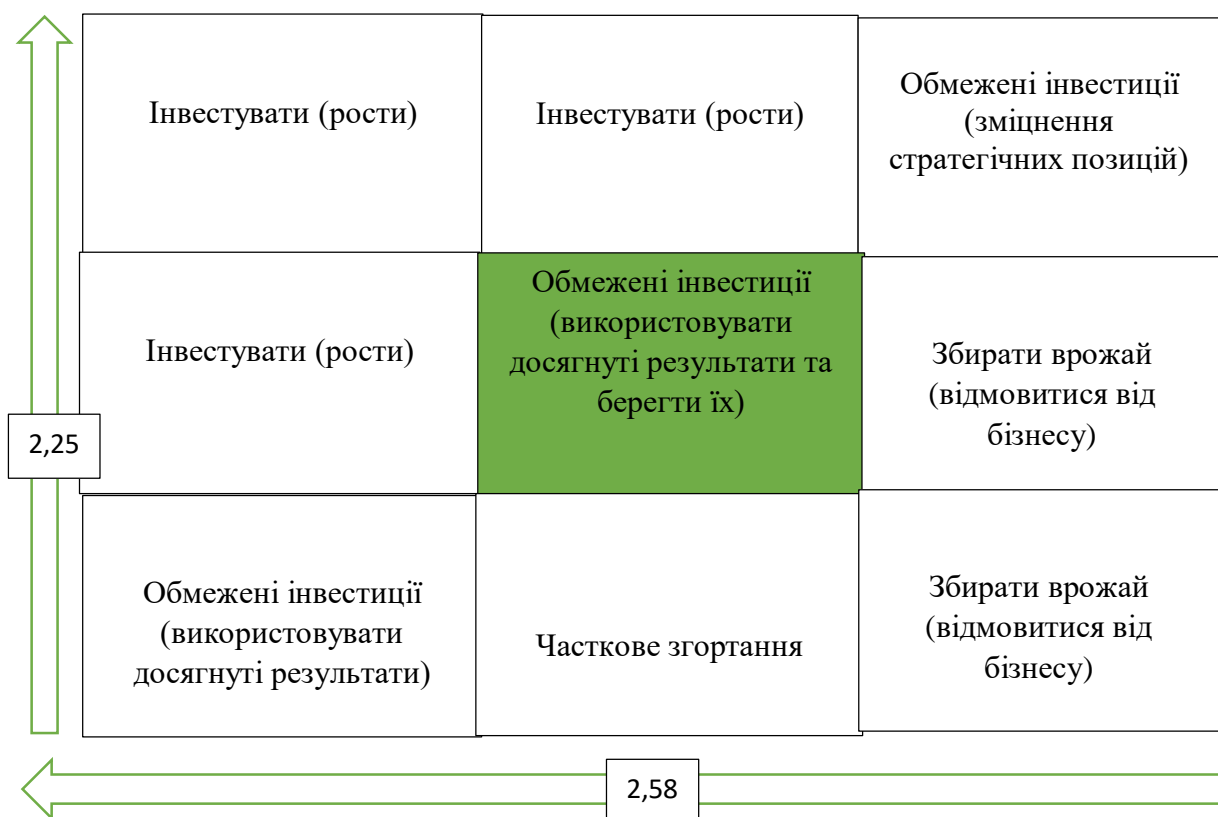 Інвестувати (рости)
Інвестувати (рости)
Обмежені інвестиції
(зміцнення
стратегічних позицій)
Інвестувати (рости)
Обмежені інвестиції
(використовувати
досягнуті результати та
берегти їх)
Збирати врожай
(відмовитися від
бізнесу)
2,25
Обмежені інвестиції
(використовувати
досягнуті результати)
Часткове згортання
Збирати врожай
(відмовитися від
бізнесу)
2,58